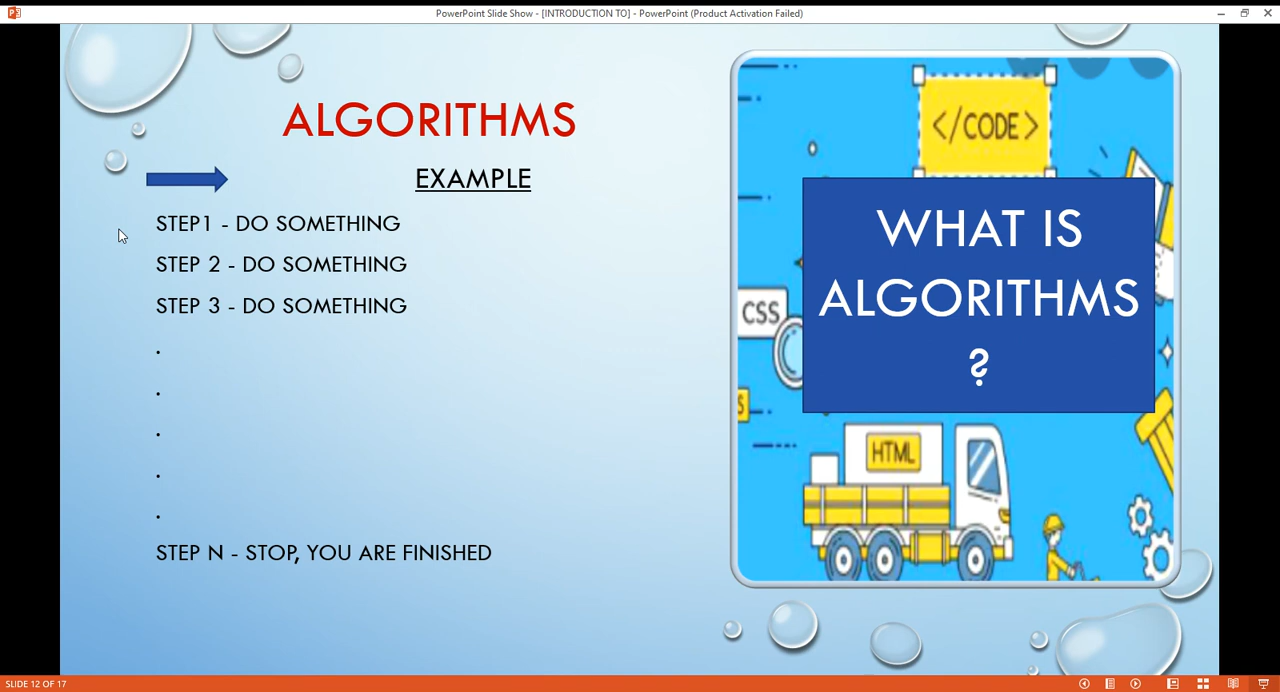 PowerPoint Slide Show - [INTRODUCTION TO] - PowerPoint (Product Activation Failed)
ALGORITHMS
EXAMPLE
STEP1 - DO SOMETHING
STEP 2 - DO SOMETHING
STEP 3 - DO SOMETHING
.
.
.
.
.
STEP N - STOP, YOU ARE FINISHED
</CODE>
WHAT IS
ALGORITHMS
?
CSS
S
HTML
SLIDE 12 OF 17